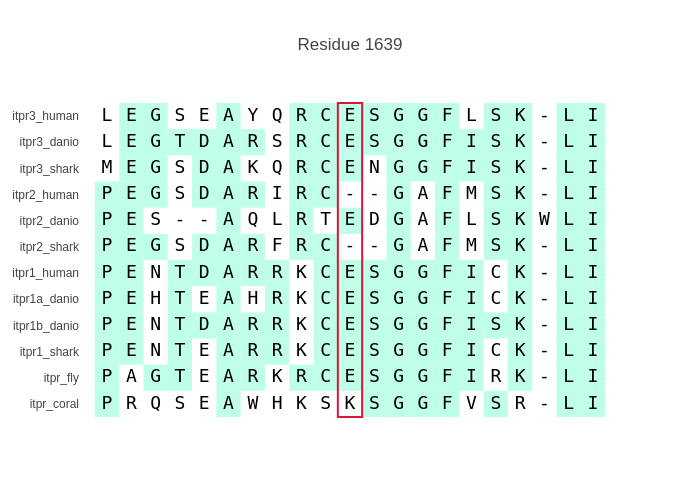 Residue 1639
itpr3_human L E G S E A Y Q R C E S G G F L S K - L I
itpr3_danio L E G T D A R S R C E S G G F I S K - L I
itpr3_shark M E G S D A K Q R C E N G G F I S K - L I
itpr2_human P E G S D A R I R C - - G A F M S K - L I
itpr2_danio P E S - - A Q L R T E D G A F L S K W L I
itpr2_shark P E G S D A R F R C - - G A F M S K - L I
itpr1_human P E N T D A R R K C E S G G F I C K - L I
itpr1a_danio P E H T E A H R K C E S G G F I C K - L I
itpr1b_danio P E N T D A R R K C E S G G F I S K - L I
itpr1_shark P E N T E A R R K C E S G G F I C K - L I
itpr_fly P A G T E A R K R C E S G G F I R K - L I
itpr_coral P R Q S E A W H K S K S G G F V S R - L I